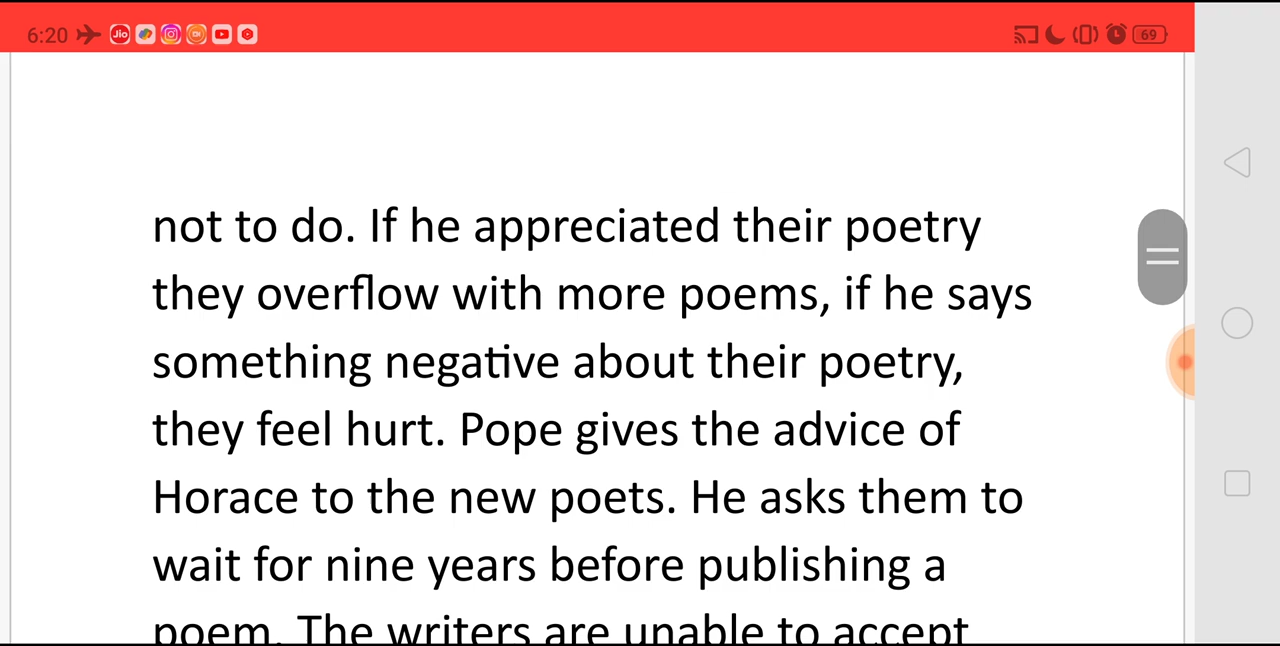 6:20
Jio
69
not to do. If he appreciated their poetry
they overflow with more poems, if he says
something negative about their poetry,
they feel hurt. Pope gives the advice of
Horace to the new poets. He asks them to
wait for nine years before publishing a
poem. The writers are unable to accept